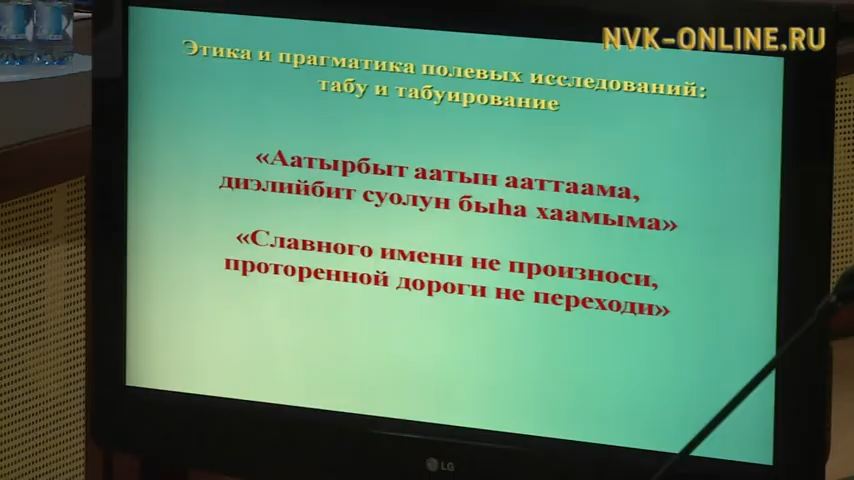 NVK-ONLINE.RU
Этика и прагматика полевых исследований:
табу и табуирование
«Аатырбыт аатын ааттаама,
диэлийбит суолун быһа хаамыма»
«Славного имени не произноси,
проторенной дороги не переходи»
LG